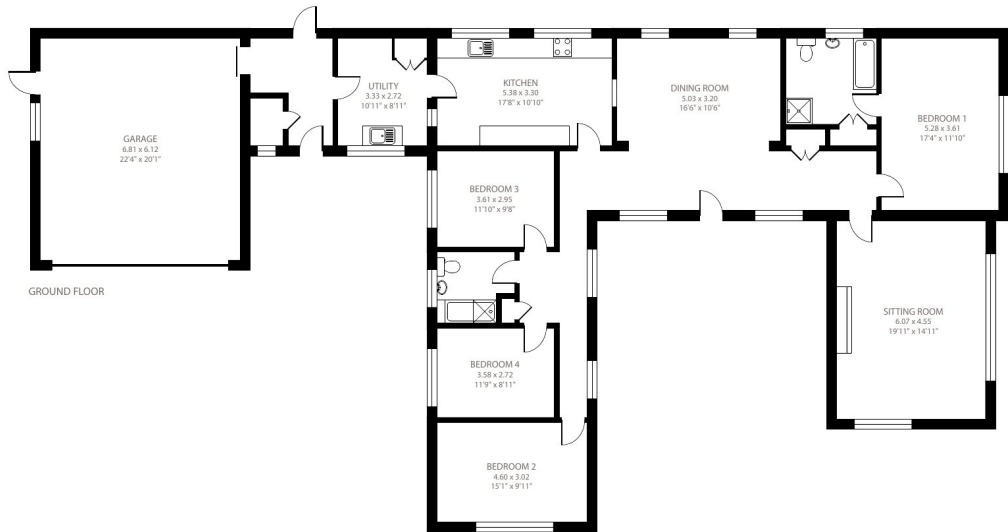 GARAGE
6.81 x 6.12
22'4" x 20'1"
UTILITY
3.33 x 2.72
10'11" x 8'11"
KITCHEN
5.38 x 3.30
17'8" x 10'10"
DINING ROOM
5.03 x 3.20
16'6" x 10'6"
BEDROOM 1
5.28 x 3.61
17'4" x 11'10"
BEDROOM 3
3.61 x 2.95
11'10" x 9'8"
GROUND FLOOR
SITTING ROOM
6.07 x 4.55
19'11" x 14'11"
BEDROOM 4
3.58 x 2.72
11'9" x 8'11"
BEDROOM 2
4.60 x 3.02
15'1" x 9'11"